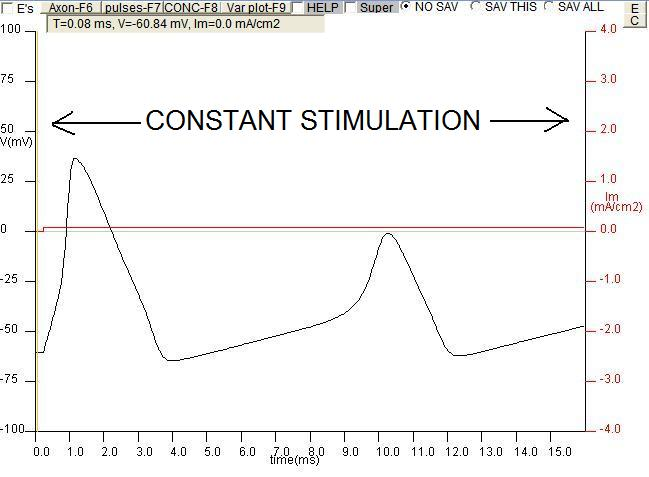 E's Axon-F6 pulses-F7 CONC-F8 Var plot-F9 HELP Super NO SAV SAV THIS SAV ALL E
C
T=0.08 ms, V=-60.84 mV, Im=0.0 mA/cm2
100 4.0
75 3.0
CONSTANT STIMULATION
50 2.0
V(mV)
25 1.0
Im
(mA/cm2)
0 0.0
-25 -1.0
-50 -2.0
-75 -3.0
-100 -4.0
0.0 1.0 2.0 3.0 4.0 5.0 6.0 7.0 8.0 9.0 10.0 11.0 12.0 13.0 14.0 15.0
time(ms)